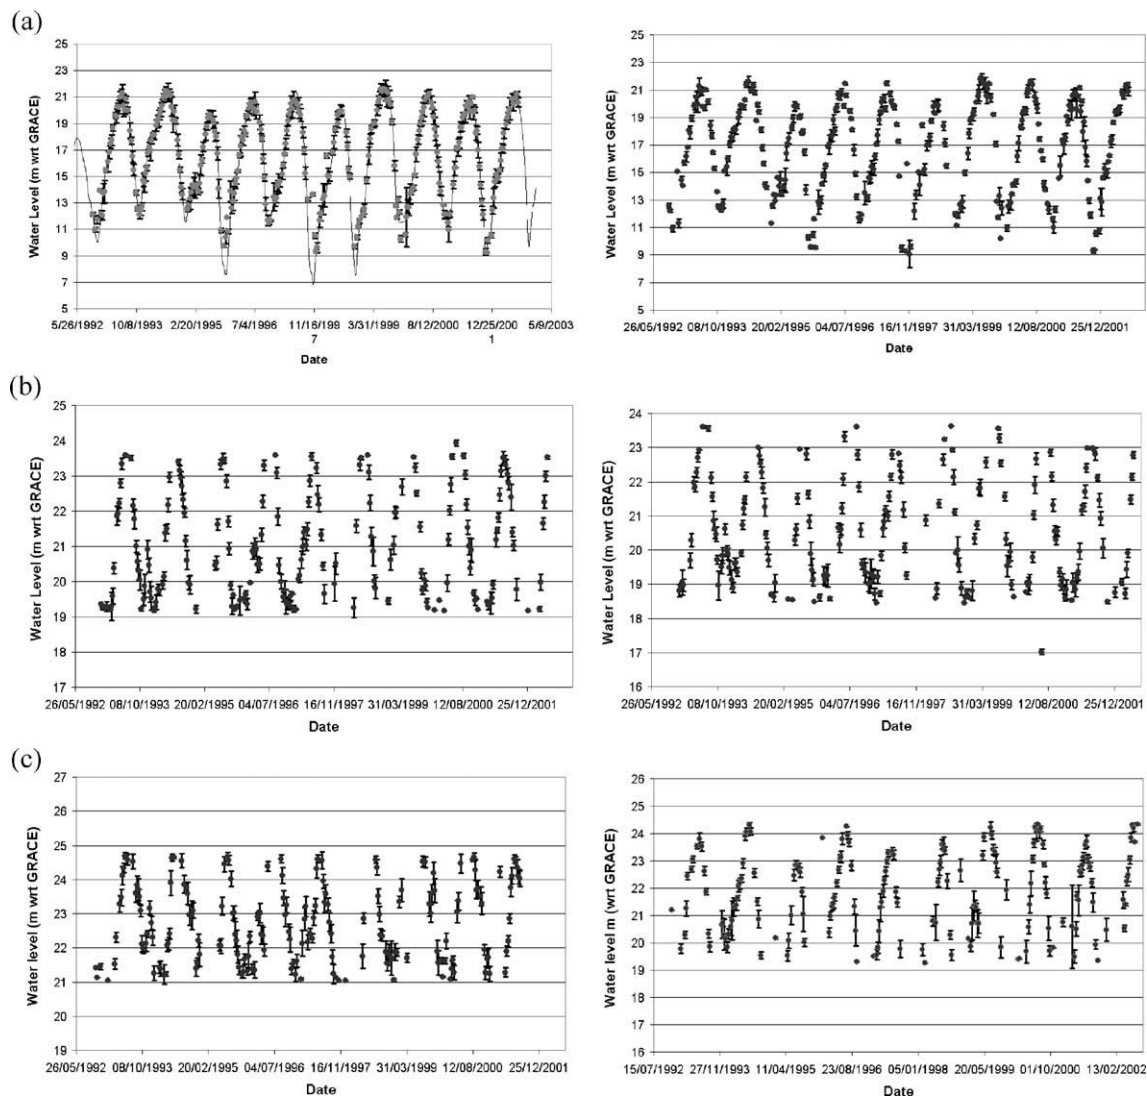 (a)
25
23
21
19
17
15
13
11
9
7
5
Water Level (m wrt GRACE)
5/26/1992 10/8/1993 2/20/1995 7/4/1996 11/16/199 3/31/1999 8/12/2000 12/25/200 5/9/2003
7 1
Date
25
23
21
19
17
15
13
11
9
7
5
Water Level (m wrt GRACE)
26/05/1992 08/10/1993 20/02/1995 04/07/1996 16/11/1997 31/03/1999 12/08/2000 25/12/2001
Date
(b)
25
24
23
22
21
20
19
18
17
Water Level (m wrt GRACE)
26/05/1992 08/10/1993 20/02/1995 04/07/1996 16/11/1997 31/03/1999 12/08/2000 25/12/2001
Date
24
23
22
21
20
19
18
17
16
Water Level (m wrt GRACE)
26/05/1992 08/10/1993 20/02/1995 04/07/1996 16/11/1997 31/03/1999 12/08/2000 25/12/2001
Date
(c)
27
26
25
24
23
22
21
20
19
Water level (m wrt GRACE)
26/05/1992 08/10/1993 20/02/1995 04/07/1996 16/11/1997 31/03/1999 12/08/2000 25/12/2001
Date
26
25
24
23
22
21
20
19
18
17
16
Water level m (wrt GRACE)
15/07/1992 27/11/1993 11/04/1995 23/08/1996 05/01/1998 20/05/1999 01/10/2000 13/02/2002
Date